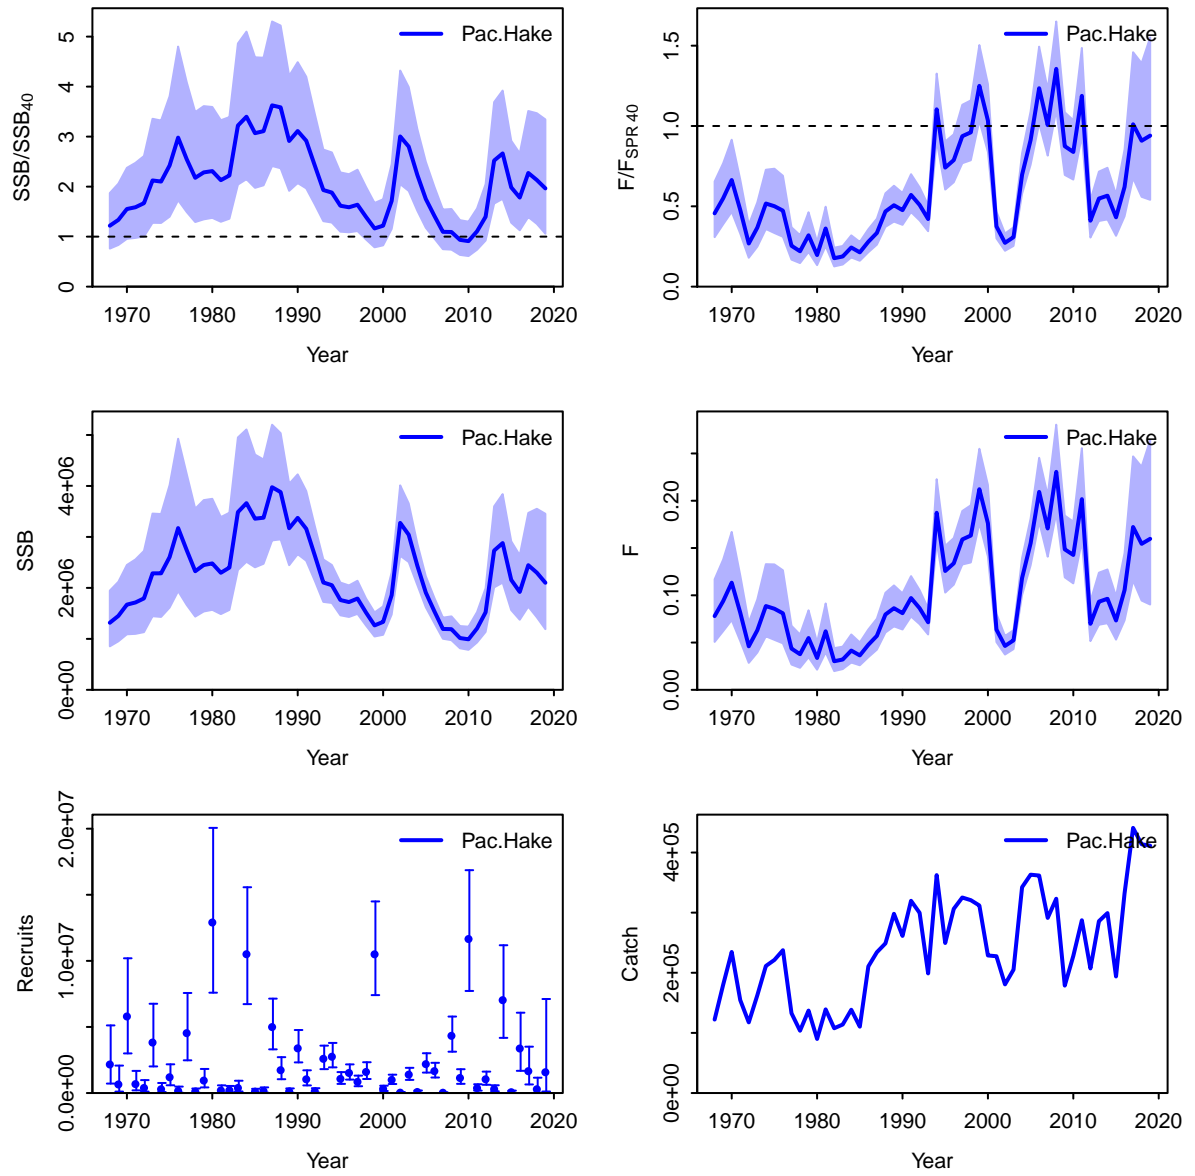 Pac.Hake
SSB/SSB40
0 1 2 3 4 5
1970 1980 1990 2000 2010 2020
Year
Pac.Hake
F/FSPR 40
0.0 0.5 1.0 1.5
1970 1980 1990 2000 2010 2020
Year
Pac.Hake
SSB
0e+00 2e+06 4e+06
1970 1980 1990 2000 2010 2020
Year
Pac.Hake
F
0.00 0.10 0.20
1970 1980 1990 2000 2010 2020
Year
Pac.Hake
Recruits
0.0e+00 1.0e+07 2.0e+07
1970 1980 1990 2000 2010 2020
Year
Pac.Hake
Catch
0e+00 2e+05 4e+05
1970 1980 1990 2000 2010 2020
Year